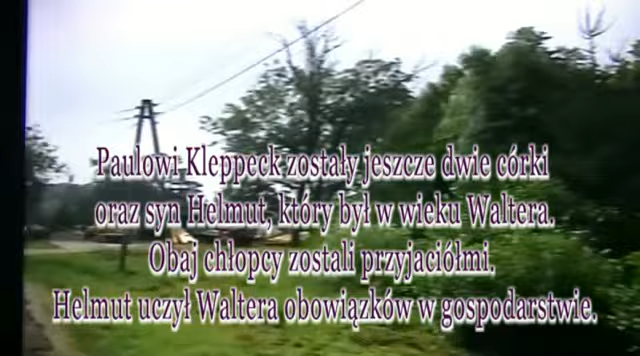 Paulowi Kleppeck zostały jeszcze dwie córki
oraz syn Helmut, który był w wieku Waltera.
Obaj chłopcy zostali przyjaciółmi.
Helmut uczył Waltera obowiązków w gospodarstwie.